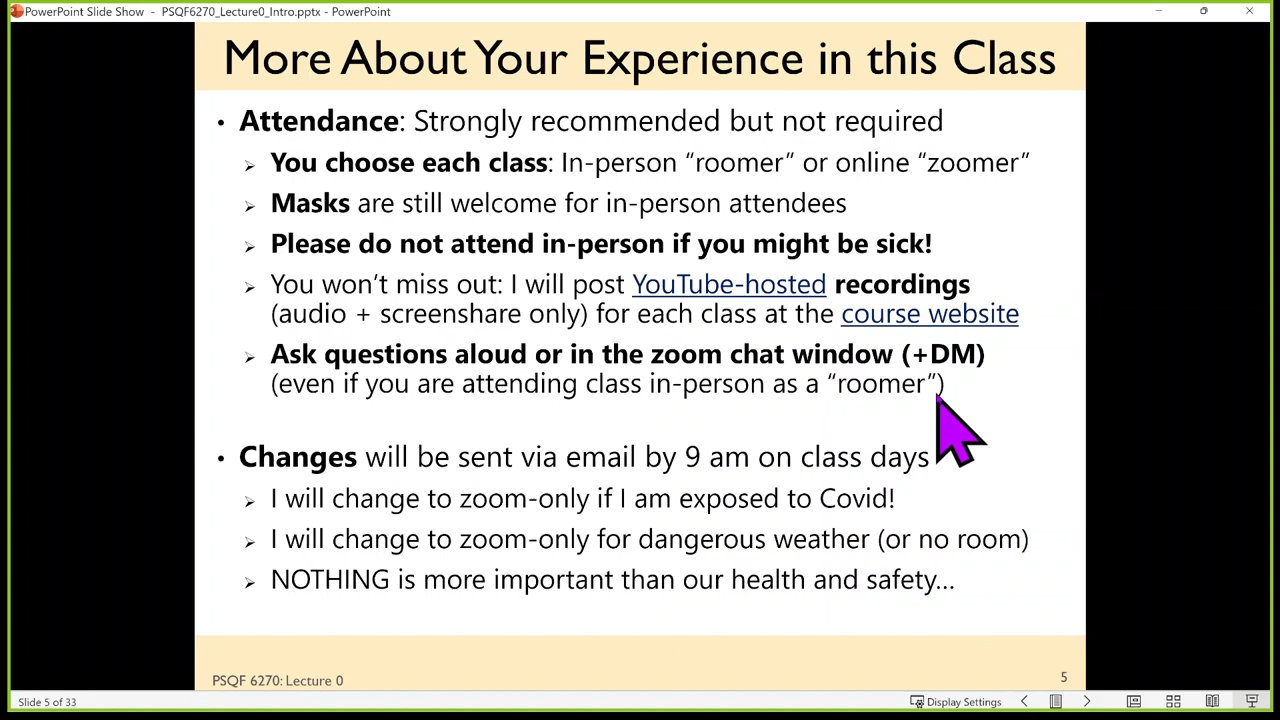 PowerPoint Slide Show - PSQF6270_Lecture0_Intro.pptx - PowerPoint
More About Your Experience in this Class
• Attendance: Strongly recommended but not required
➢ You choose each class: In-person “roomer” or online “zoomer”
➢ Masks are still welcome for in-person attendees
➢ Please do not attend in-person if you might be sick!
➢ You won’t miss out: I will post YouTube-hosted recordings
(audio + screenshare only) for each class at the course website
➢ Ask questions aloud or in the zoom chat window (+DM)
(even if you are attending class in-person as a “roomer”)
• Changes will be sent via email by 9 am on class days
➢ I will change to zoom-only if I am exposed to Covid!
➢ I will change to zoom-only for dangerous weather (or no room)
➢ NOTHING is more important than our health and safety…
PSQF 6270: Lecture 0
5
Slide 5 of 33
Display Settings